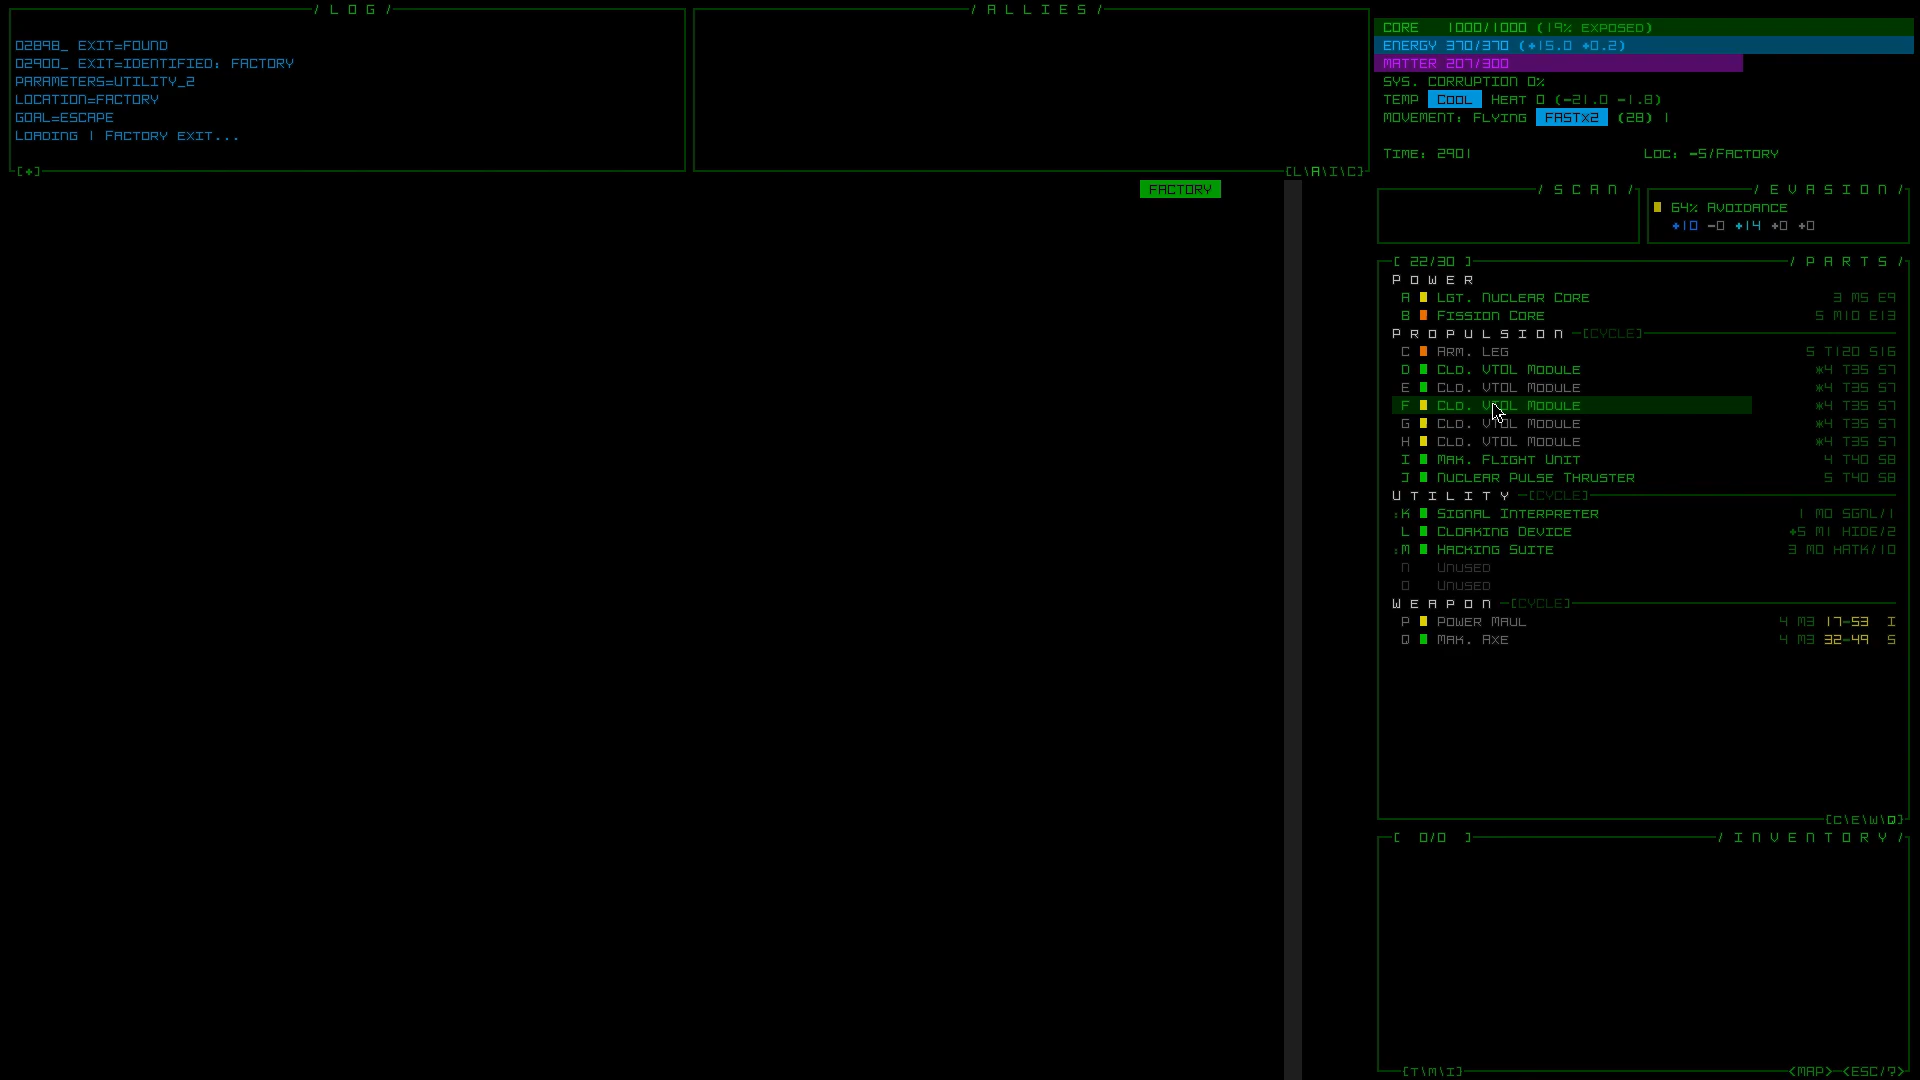 / L O G /
02898_ EXIT=FOUND
02900_ EXIT=IDENTIFIED: FACTORY
PARAMETERS=UTILITY_2
LOCATION=FACTORY
GOAL=ESCAPE
LOADING | FACTORY EXIT...
[+]
/ A L L I E S /
[L\A\I\C]
FACTORY
CORE 1000/1000 (19% EXPOSED)
ENERGY 370/370 (+15.0 +0.2)
MATTER 207/300
SYS. CORRUPTION 0%
TEMP COOL HEAT 0 (-21.0 -1.8)
MOVEMENT: FLYING FASTx2 (28) |
TIME: 2901 LOC: -5/FACTORY
/ S C A N /
/ E V A S I O N /
64% AVOIDANCE
+10 -0 +14 +0 +0
[ 22/30 ] / P A R T S /
P O W E R
A LGT. NUCLEAR CORE 3 M5 E9
B FISSION CORE 5 M10 E13
P R O P U L S I O N -[CYCLE]
C ARM. LEG 5 T120 S16
D CLD. VTOL MODULE *4 T35 S7
E CLD. VTOL MODULE *4 T35 S7
F CLD. VTOL MODULE *4 T35 S7
G CLD. VTOL MODULE *4 T35 S7
H CLD. VTOL MODULE *4 T35 S7
I MAK. FLIGHT UNIT 4 T40 S8
J NUCLEAR PULSE THRUSTER 5 T40 S8
U T I L I T Y -[CYCLE]
:K SIGNAL INTERPRETER 1 M0 SGNL/1
L CLOAKING DEVICE +5 M1 HIDE/2
:M HACKING SUITE 3 M0 HATK/10
N UNUSED
O UNUSED
W E A P O N -[CYCLE]
P POWER MAUL 4 M3 17-53 I
Q MAK. AXE 4 M3 32-49 S
[C\E\W\Q]
[ 0/0 ] / I N V E N T O R Y /
[T\M\I] <MAP> <ESC/?>